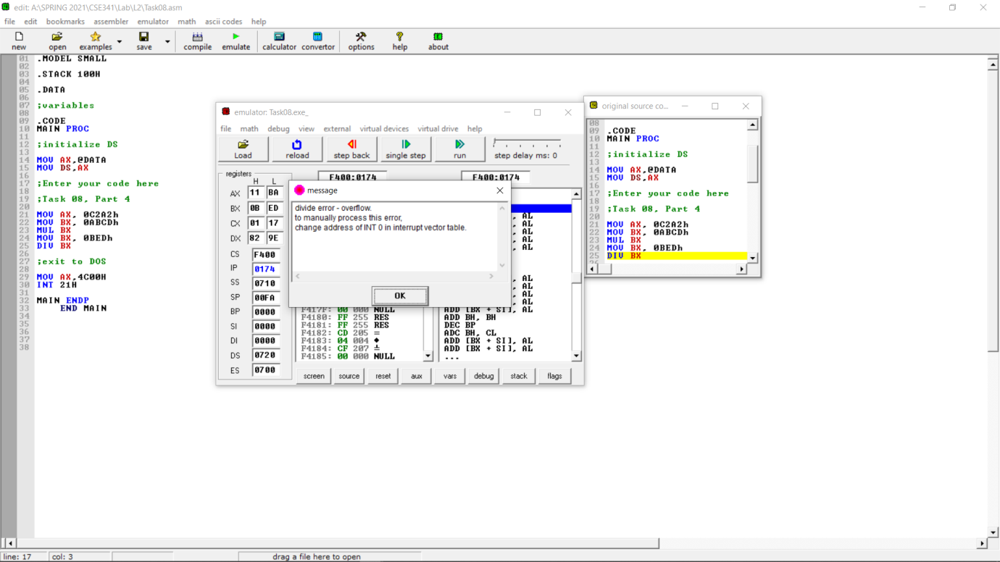 edit: A:\SPRING 2021\CSE341\Lab\L2\Task08.asm
file edit bookmarks assembler emulator math ascii codes help
new open examples save compile emulate calculator convertor options help about
01 .MODEL SMALL
02
03 .STACK 100H
04
05 .DATA
06
07 ;variables
08
09 .CODE
10 MAIN PROC
11
12 ;initialize DS
13
14 MOV AX,@DATA
15 MOV DS,AX
16
17 ;Enter your code here
18
19 ;Task 08, Part 4
20
21 MOV AX, 0C2A2h
22 MOV BX, 0ABCDh
23 MUL BX
24 MOV BX, 0BEDh
25 DIV BX
26
27 ;exit to DOS
28
29 MOV AX,4C00H
30 INT 21H
31
32 MAIN ENDP
33 END MAIN
34
35
36
37
38
emulator: Task08.exe_
file math debug view external virtual devices virtual drive help
Load reload step back single step run step delay ms: 0
registers
H L
AX 11 BA
BX 0B ED
CX 01 17
DX 82 9E
CS F400
IP 0174
SS 0710
SP 00FA
BP 0000
SI 0000
DI 0000
DS 0720
ES 0700
F400:0174 F400:0174
, AL
, AL
, AL
, AL
, AL
, AL
, AL
, AL
, AL
F417F: 00 000 NULL
F4180: FF 255 RES
F4181: FF 255 RES
F4182: CD 205 =
F4183: 04 004 ♦
F4184: CF 207 ╧
F4185: 00 000 NULL
ADD [BX + SI], AL
ADD BH, BH
DEC BP
ADC BH, CL
ADD [BX + SI], AL
ADD [BX + SI], AL
...
screen source reset aux vars debug stack flags
message
divide error - overflow.
to manually process this error,
change address of INT 0 in interrupt vector table.
OK
original source co...
08
09 .CODE
10 MAIN PROC
11
12 ;initialize DS
13
14 MOV AX,@DATA
15 MOV DS,AX
16
17 ;Enter your code here
18
19 ;Task 08, Part 4
20
21 MOV AX, 0C2A2h
22 MOV BX, 0ABCDh
23 MUL BX
24 MOV BX, 0BEDh
25 DIV BX
line: 17 col: 3 drag a file here to open